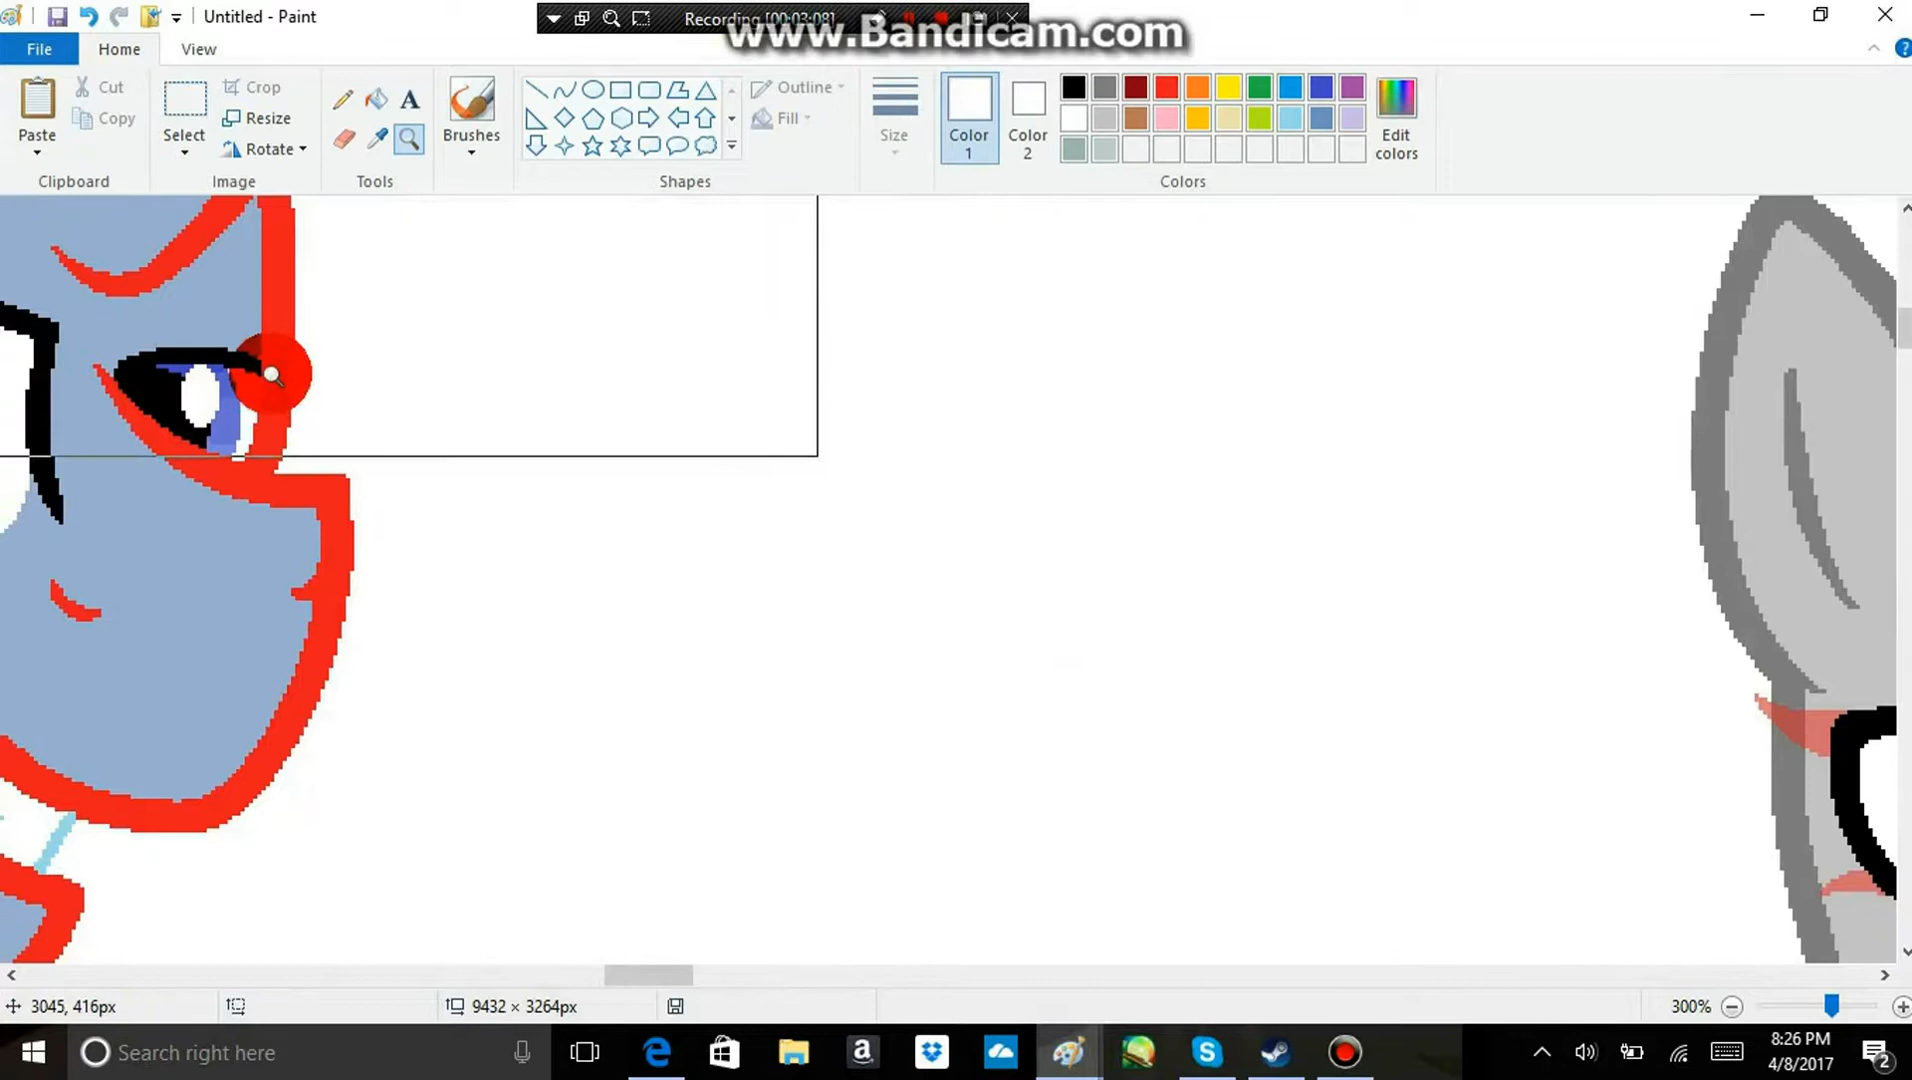 Untitled - Paint
Recording [00:03:08]
www.Bandicam.com
File
Home
View
Paste
Cut
Copy
Clipboard
Select
Crop
Resize
Rotate
Image
A
Tools
Brushes
Outline
Fill
Shapes
Size
Color
1
Color
2
Edit
colors
Colors
3045, 416px
9432 × 3264px
300%
Search right here
8:26 PM
4/8/2017
2